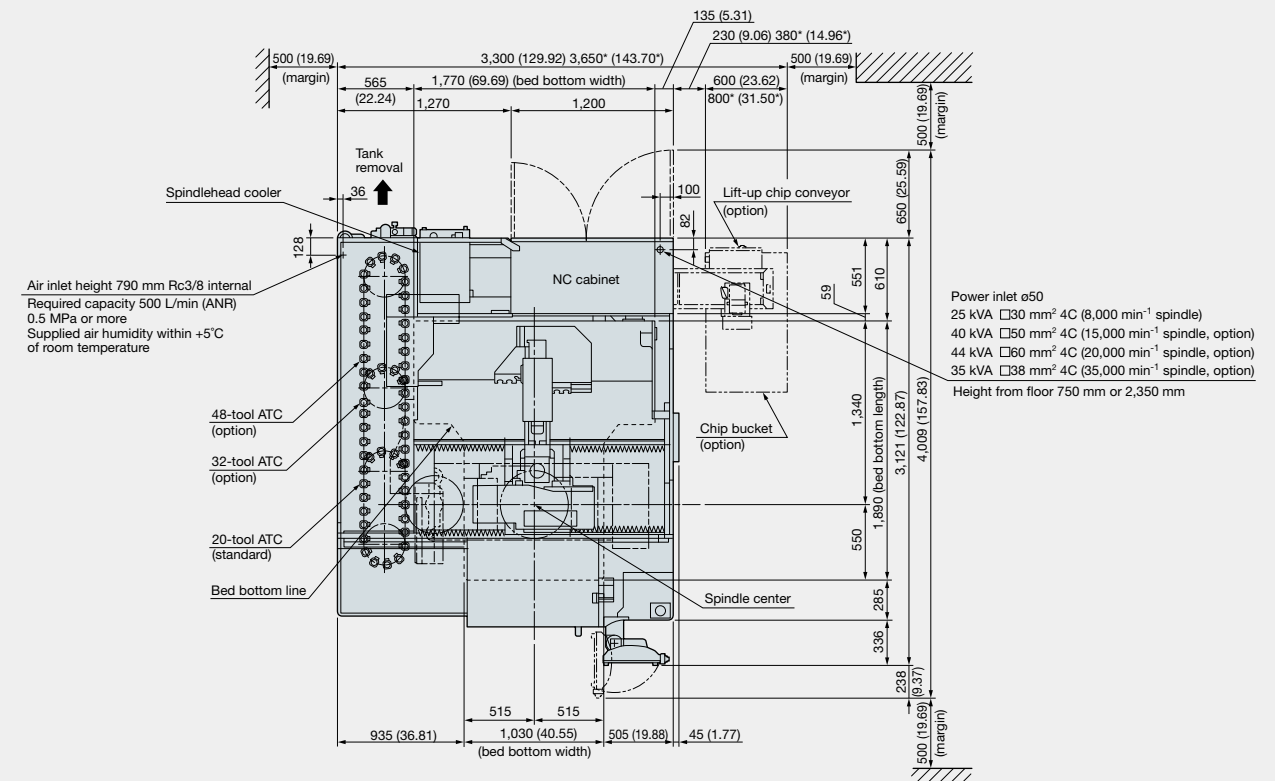 135 (5.31)
230 (9.06) 380* (14.96*)
500 (19.69)
(margin)
3,300 (129.92) 3,650* (143.70*)
500 (19.69)
(margin)
565
(22.24)
1,770 (69.69) (bed bottom width)
600 (23.62)
800* (31.50*)
1,270
1,200
500 (19.69)
(margin)
Tank
removal
650 (25.59)
Spindlehead cooler
36
100
82
Lift-up chip conveyor
(option)
128
NC cabinet
551
610
59
Air inlet height 790 mm Rc3/8 internal
Required capacity 500 L/min (ANR)
0.5 MPa or more
Supplied air humidity within +5˚C
of room temperature
Power inlet ø50
25 kVA □30 mm² 4C (8,000 min⁻¹ spindle)
40 kVA □50 mm² 4C (15,000 min⁻¹ spindle, option)
44 kVA □60 mm² 4C (20,000 min⁻¹ spindle, option)
35 kVA □38 mm² 4C (35,000 min⁻¹ spindle, option)
Height from floor 750 mm or 2,350 mm
48-tool ATC
(option)
Chip bucket
(option)
1,340
1,890 (bed bottom length)
3,121 (122.87)
4,009 (157.83)
32-tool ATC
(option)
20-tool ATC
(standard)
550
Bed bottom line
Spindle center
285
336
238
(9.37)
515
515
935 (36.81)
1,030 (40.55)
(bed bottom width)
505 (19.88)
45 (1.77)
500 (19.69)
(margin)